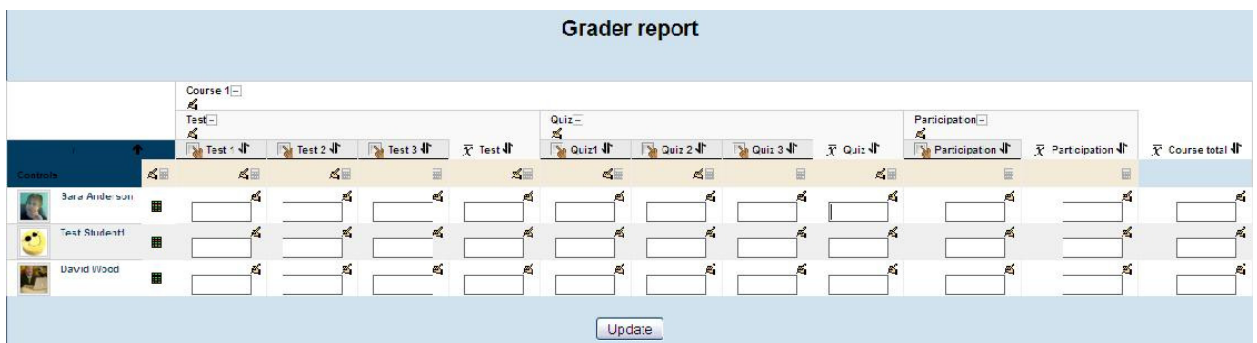 Grader report
Course 1
Test Quiz Participation
Test 1 Test 2 Test 3 x̅ Test Quiz1 Quiz 2 Quiz 3 x̅ Quiz Participation x̅ Participation x̅ Course total
Controls
Sara Anderson
Test Student1
David Wood
Update